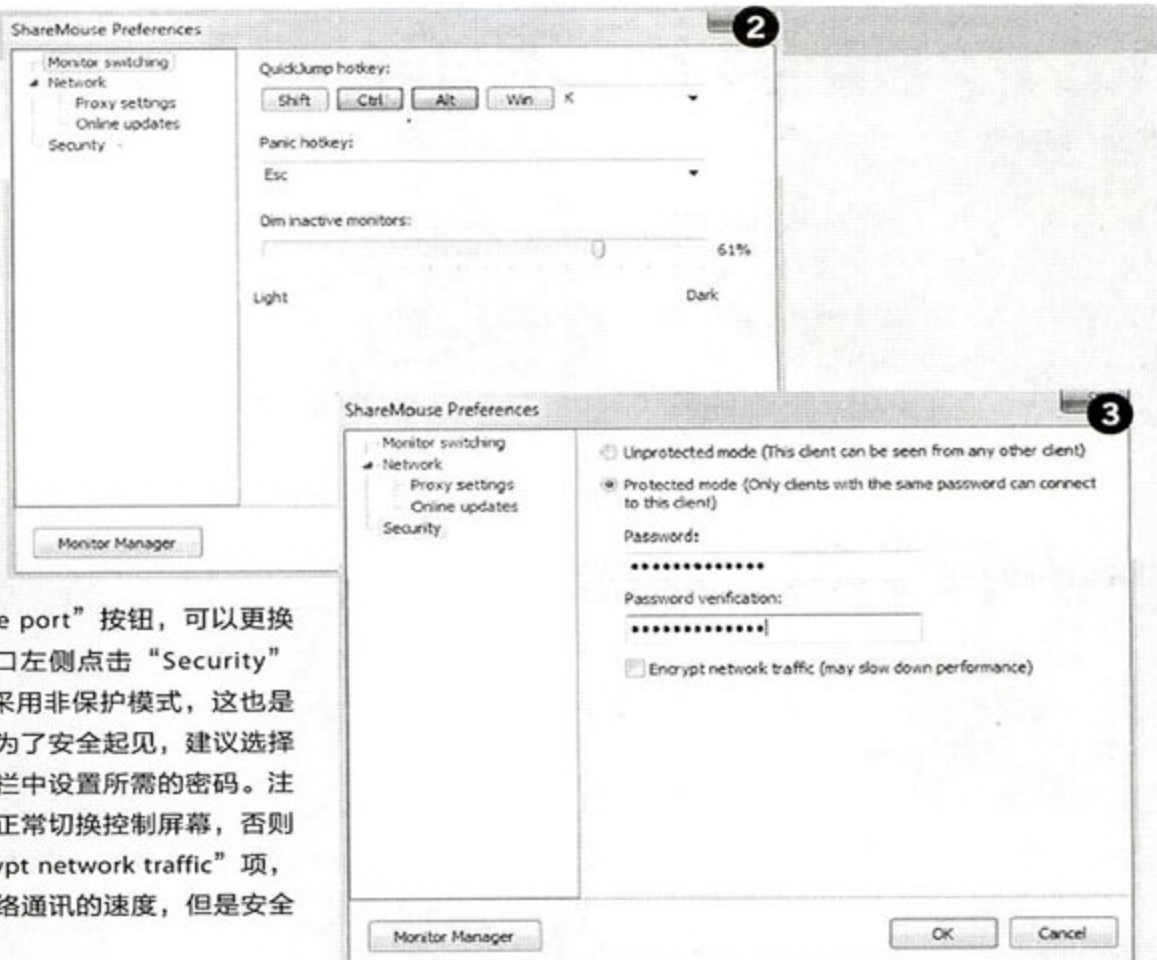 2
ShareMouse Preferences
Monitor switching
Network
Proxy settings
Online updates
Security
QuickJump hotkey:
Shift Ctrl Alt Win K
Panic hotkey:
Esc
Dim inactive monitors:
61%
Light Dark
Monitor Manager
3
ShareMouse Preferences
Monitor switching
Network
Proxy settings
Online updates
Security
Unprotected mode (This client can be seen from any other client)
Protected mode (Only clients with the same password can connect
to this client)
Password:
•••••••••••••
Password verification:
•••••••••••••
Encrypt network traffic (may slow down performance)
Monitor Manager
OK Cancel
e port”按钮，可以更换
口左侧点击“Security”
采用非保护模式，这也是
为了安全起见，建议选择
栏中设置所需的密码。注
正常切换控制屏幕，否则
ypt network traffic”项，
络通讯的速度，但是安全